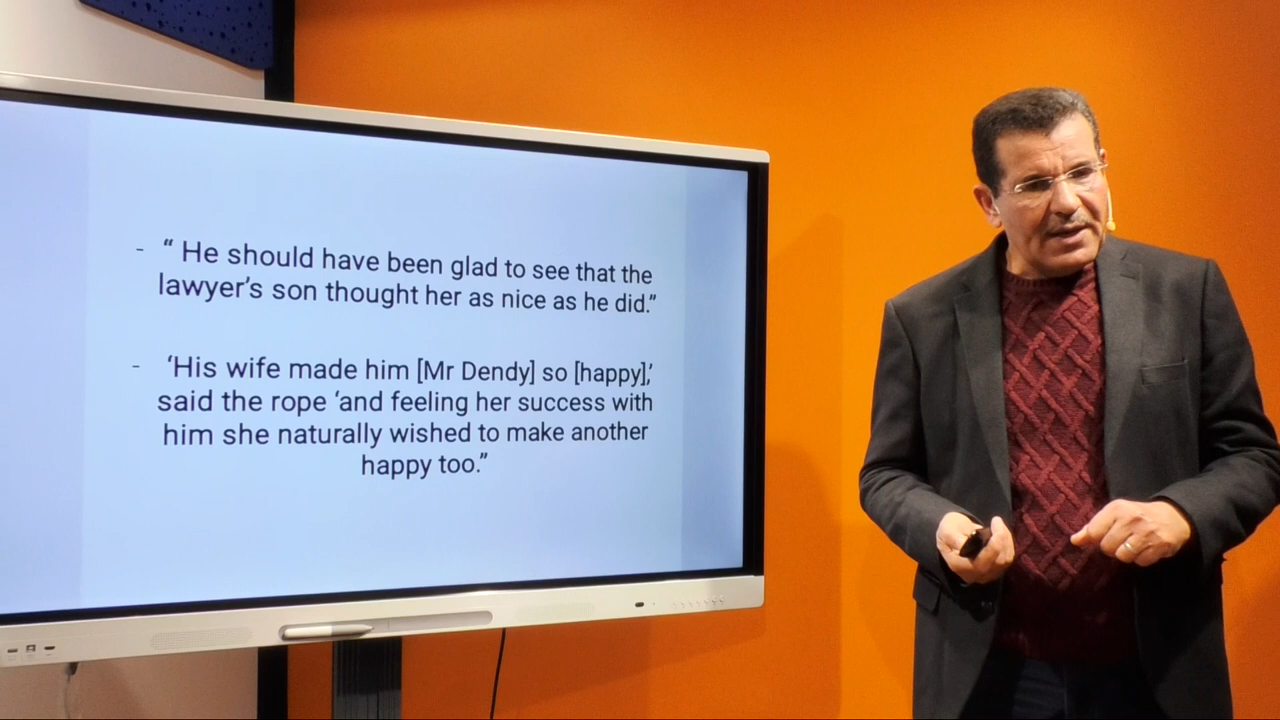 - “ He should have been glad to see that the
lawyer’s son thought her as nice as he did.”
- ‘His wife made him [Mr Dendy] so [happy],’
said the rope ‘and feeling her success with
him she naturally wished to make another
happy too.”